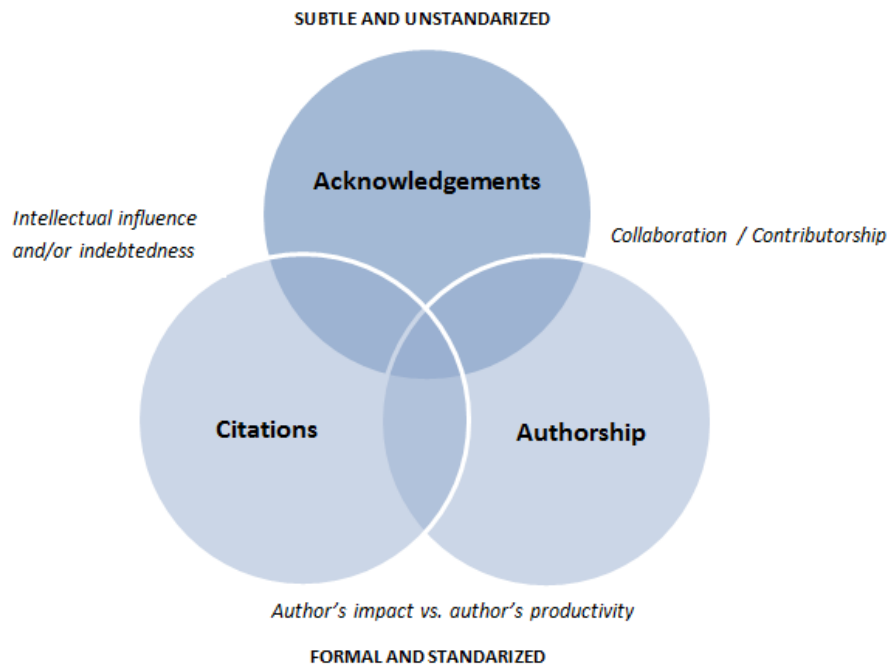 SUBTLE AND UNSTANDARIZED
Acknowledgements
Intellectual influence
and/or indebtedness
Collaboration / Contributorship
Citations
Authorship
Author's impact vs. author's productivity
FORMAL AND STANDARIZED